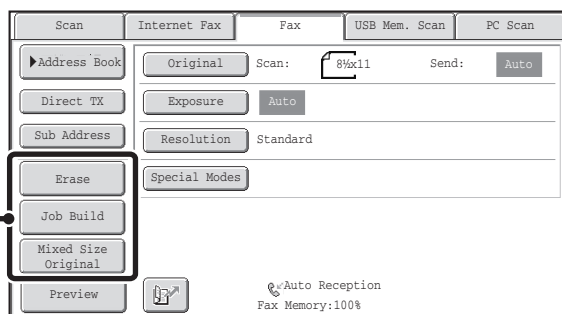 Scan Internet Fax Fax USB Mem. Scan PC Scan
Address Book Original Scan: 8½x11 Send: Auto
Direct TX Exposure Auto
Sub Address Resolution Standard
Erase Special Modes
Job Build
Mixed Size
Original
Preview Auto Reception
Fax Memory:100%